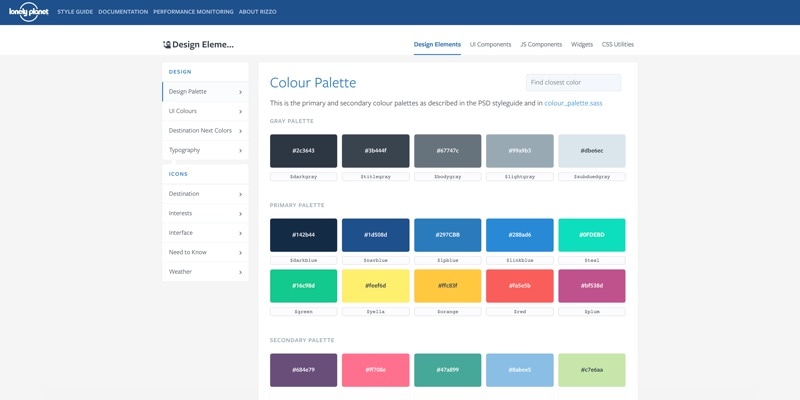 lonely planet STYLE GUIDE DOCUMENTATION PERFORMANCE MONITORING ABOUT RIZZO
Design Eleme... Design Elements UI Components JS Components Widgets CSS Utilities
DESIGN
Design Palette
UI Colours
Destination Next Colors
Typography
ICONS
Destination
Interests
Interface
Need to Know
Weather
Colour Palette
Find closest color
This is the primary and secondary colour palettes as described in the PSD styleguide and in colour_palette.sass
GRAY PALETTE
#2c3643 #3b444f #67747c #99a9b3 #dbe6ec
$darkgray $titlegray $bodygray $lightgray $subduedgray
PRIMARY PALETTE
#142b44 #1d508d #297CBB #288ad6 #0FDEBD
$darkblue $navblue $lpblue $linkblue $teal
#16c98d #feef6d #ffc83f #fa5e5b #bf538d
$green $yella $orange $red $plum
SECONDARY PALETTE
#684e79 #ff708e #47a899 #8abee5 #c7e6aa